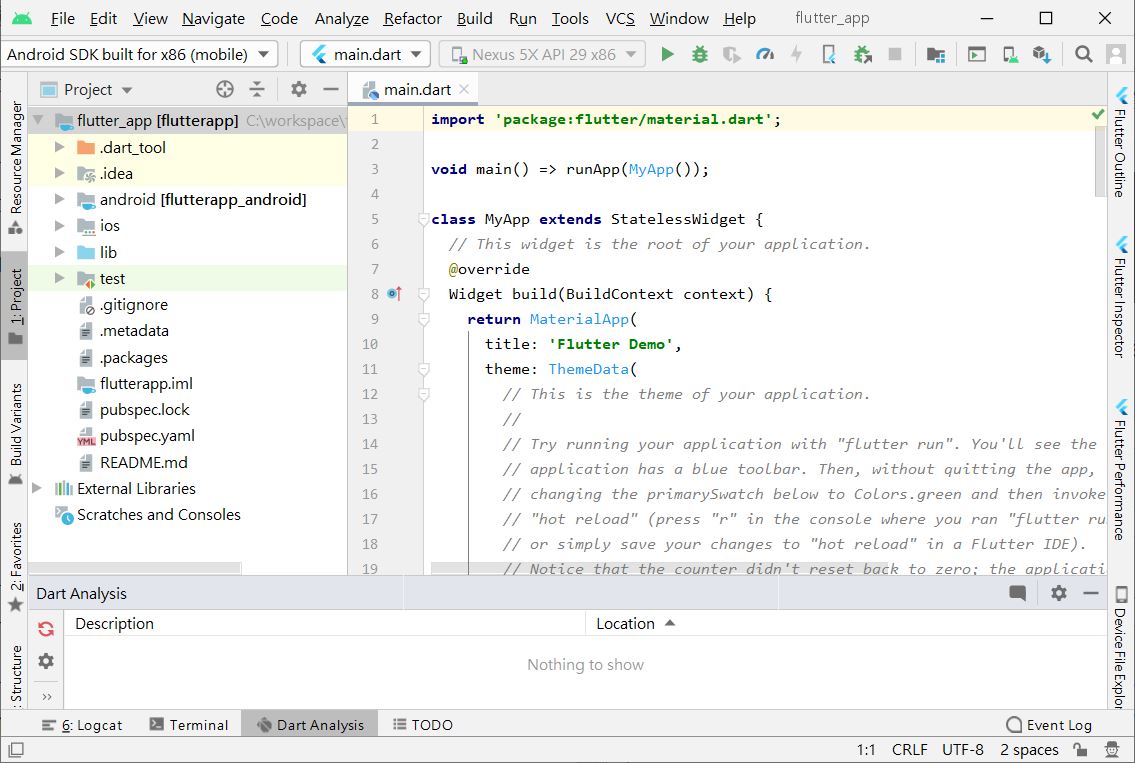 File Edit View Navigate Code Analyze Refactor Build Run Tools VCS Window Help flutter_app
Android SDK built for x86 (mobile) main.dart Nexus 5X API 29 x86
Project
main.dart
Resource Manager
1: Project
Build Variants
2: Favorites
: Structure
flutter_app [flutterapp] C:\workspace\
.dart_tool
.idea
android [flutterapp_android]
ios
lib
test
.gitignore
.metadata
.packages
flutterapp.iml
pubspec.lock
YML pubspec.yaml
README.md
External Libraries
Scratches and Consoles
1 import 'package:flutter/material.dart';
2
3 void main() => runApp(MyApp());
4
5 class MyApp extends StatelessWidget {
6 // This widget is the root of your application.
7 @override
8 Widget build(BuildContext context) {
9 return MaterialApp(
10 title: 'Flutter Demo',
11 theme: ThemeData(
12 // This is the theme of your application.
13 //
14 // Try running your application with "flutter run". You'll see the
15 // application has a blue toolbar. Then, without quitting the app,
16 // changing the primarySwatch below to Colors.green and then invoke
17 // "hot reload" (press "r" in the console where you ran "flutter ru
18 // or simply save your changes to "hot reload" in a Flutter IDE).
19 // Notice that the counter didn't reset back to zero; the applicati
Flutter Outline
Flutter Inspector
Flutter Performance
Device File Explor
Dart Analysis
Description Location
Nothing to show
6: Logcat Terminal Dart Analysis TODO Event Log
1:1 CRLF UTF-8 2 spaces